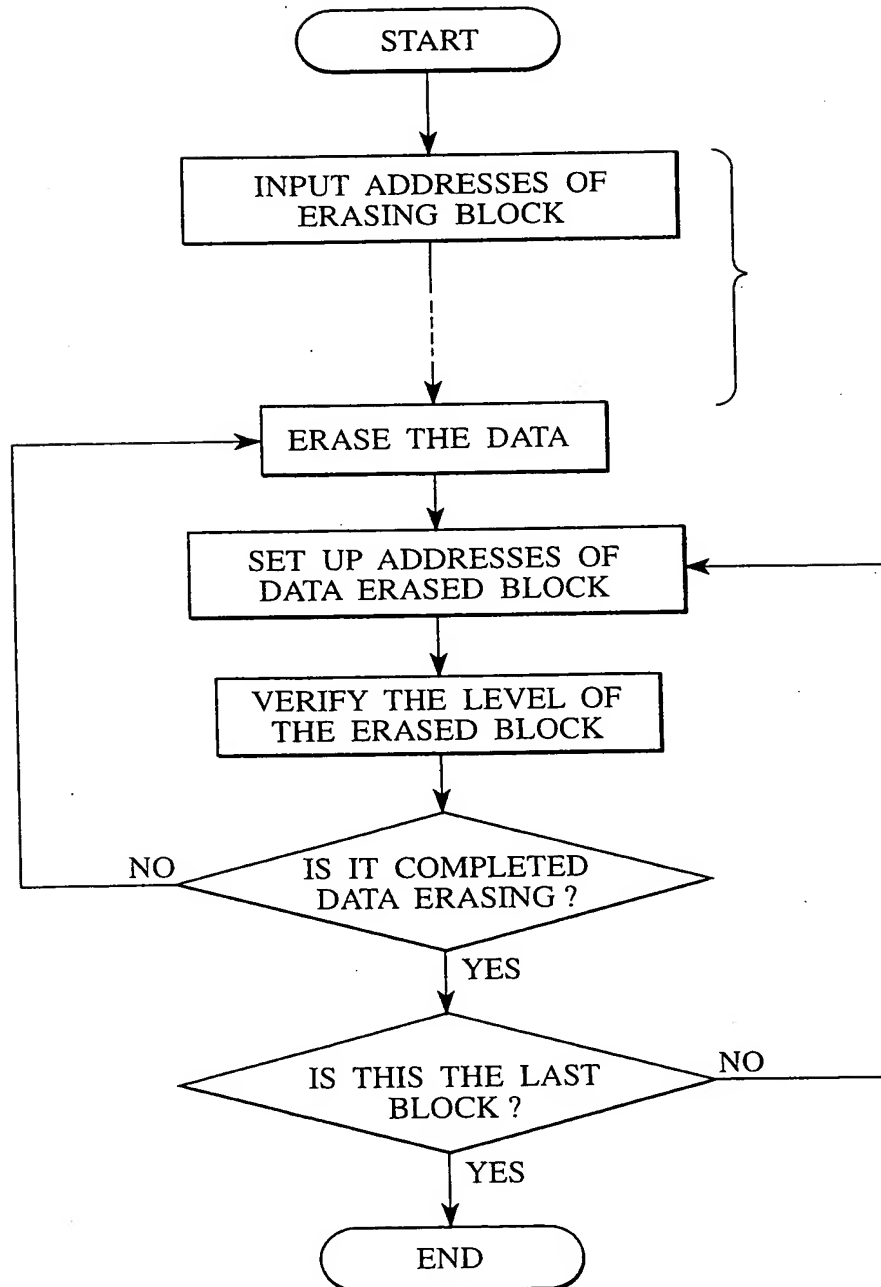 START
INPUT ADDRESSES OF
ERASING BLOCK
ERASE THE DATA
SET UP ADDRESSES OF
DATA ERASED BLOCK
VERIFY THE LEVEL OF
THE ERASED BLOCK
NO
IS IT COMPLETED
DATA ERASING ?
YES
IS THIS THE LAST
BLOCK ?
NO
YES
END